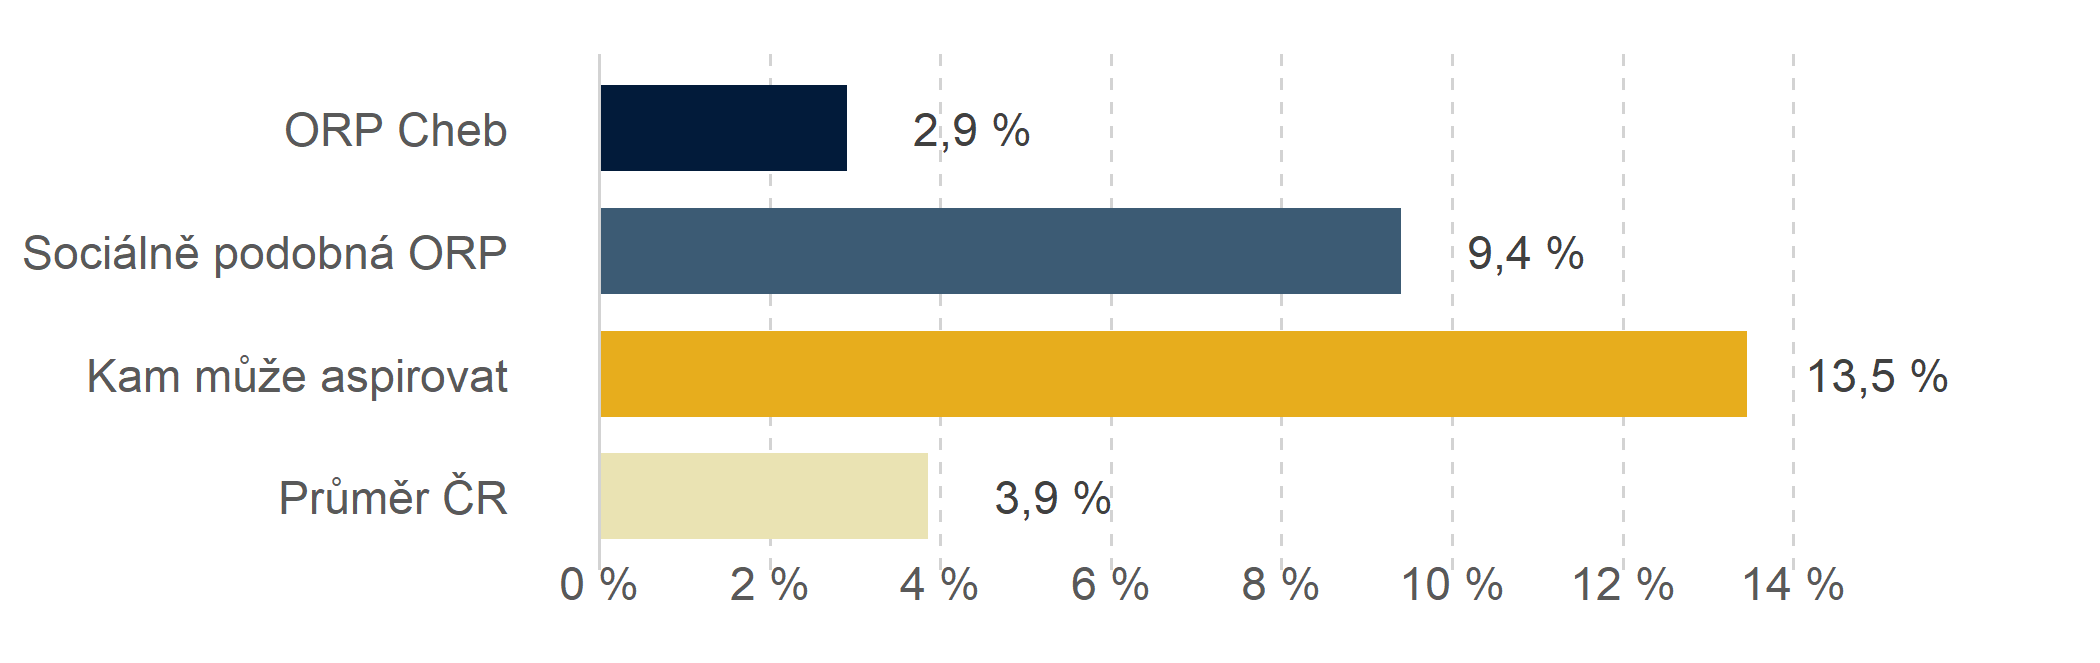 ORP Cheb 2,9 %
Sociálně podobná ORP 9,4 %
Kam může aspirovat 13,5 %
Průměr ČR 3,9 %
0 % 2 % 4 % 6 % 8 % 10 % 12 % 14 %